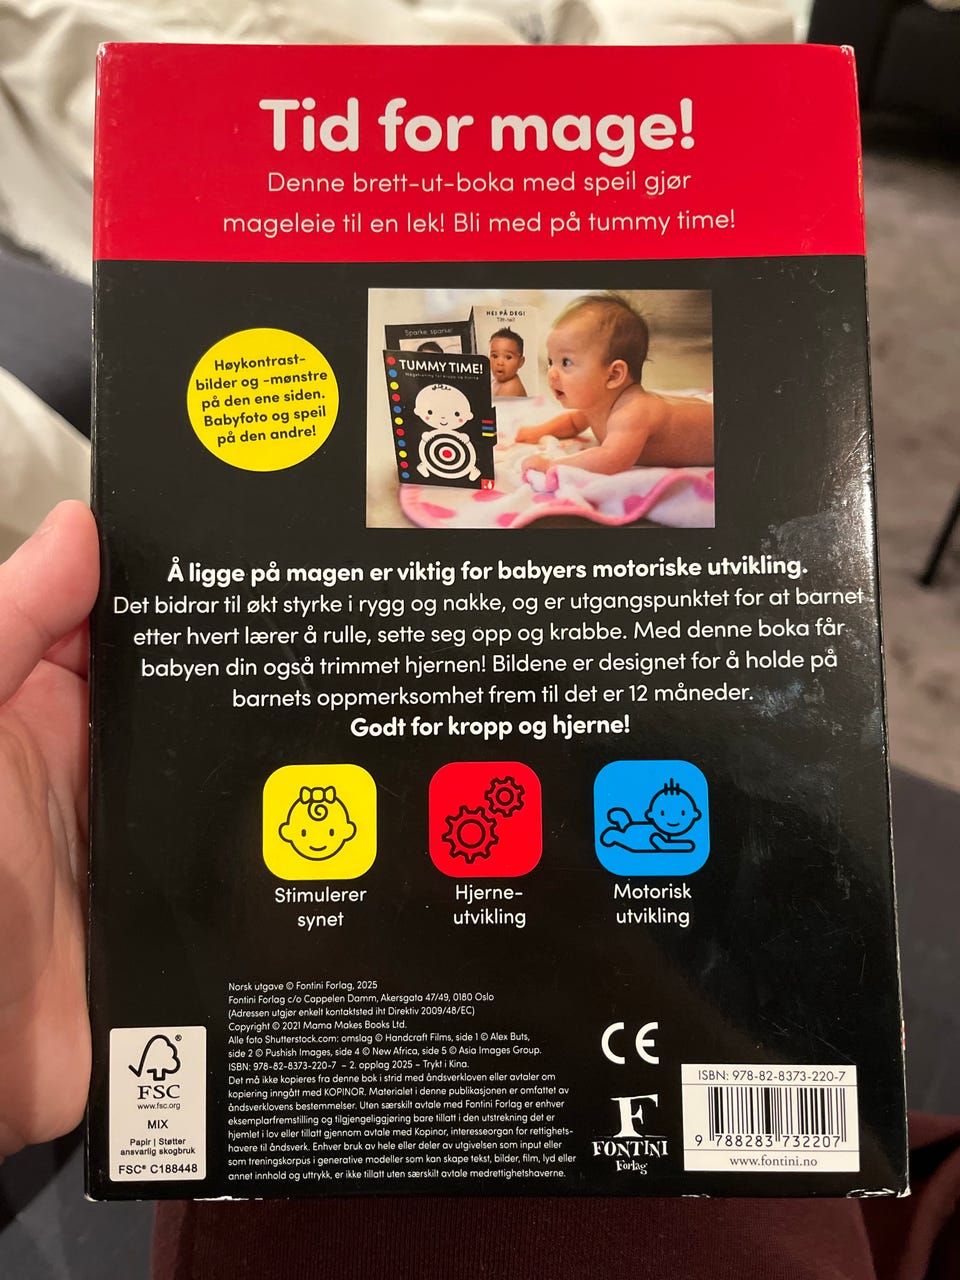 Tid for mage!
Denne brett-ut-boka med speil gjør
mageleie til en lek! Bli med på tummy time!
Høykontrast-
bilder og -mønstre
på den ene siden.
Babyfoto og speil
på den andre!
Sparke, sparke!
HEI PÅ DEG!
Titt-tei!
TUMMY TIME!
Å ligge på magen er viktig for babyers motoriske utvikling.
Det bidrar til økt styrke i rygg og nakke, og er utgangspunktet for at barnet
etter hvert lærer å rulle, sette seg opp og krabbe. Med denne boka får
babyen din også trimmet hjernen! Bildene er designet for å holde på
barnets oppmerksomhet frem til det er 12 måneder.
Godt for kropp og hjerne!
Stimulerer
synet
Hjerne-
utvikling
Motorisk
utvikling
Norsk utgave © Fontini Forlag, 2025
Fontini Forlag c/o Cappelen Damm, Akersgata 47/49, 0180 Oslo
(Adressen utgjør enkelt kontaktsted iht Direktiv 2009/48/EC)
Copyright © 2021 Mama Makes Books Ltd.
Alle foto Shutterstock.com: omslag © Handcraft Films, side 1 © Alex Buts,
side 2 © Pushish Images, side 4 © New Africa, side 5 © Asia Images Group.
ISBN: 978-82-8373-220-7 – 2. opplag 2025 – Trykt i Kina.
Det må ikke kopieres fra denne bok i strid med åndsverkloven eller avtaler om
kopiering inngått med KOPINOR. Materialet i denne publikasjonen er omfattet av
åndsverklovens bestemmelser. Uten særskilt avtale med Fontini Forlag er enhver
eksemplarfremstilling og tilgjengeliggjøring bare tillatt i den utstrekning det er
hjemlet i lov eller tillatt gjennom avtale med Kopinor, interesseorgan for rettighets-
havere til åndsverk. Enhver bruk av hele eller deler av utgivelsen som input eller
som treningskorpus i generative modeller som kan skape tekst, bilder, film, lyd eller
annet innhold og uttrykk, er ikke tillatt uten særskilt avtale medrettighetshaverne.
FSC
www.fsc.org
MIX
Papir | Støtter
ansvarlig skogbruk
FSC® C188448
CE
F
FONTINI
Forlag
ISBN: 978-82-8373-220-7
9 788283 732207
www.fontini.no